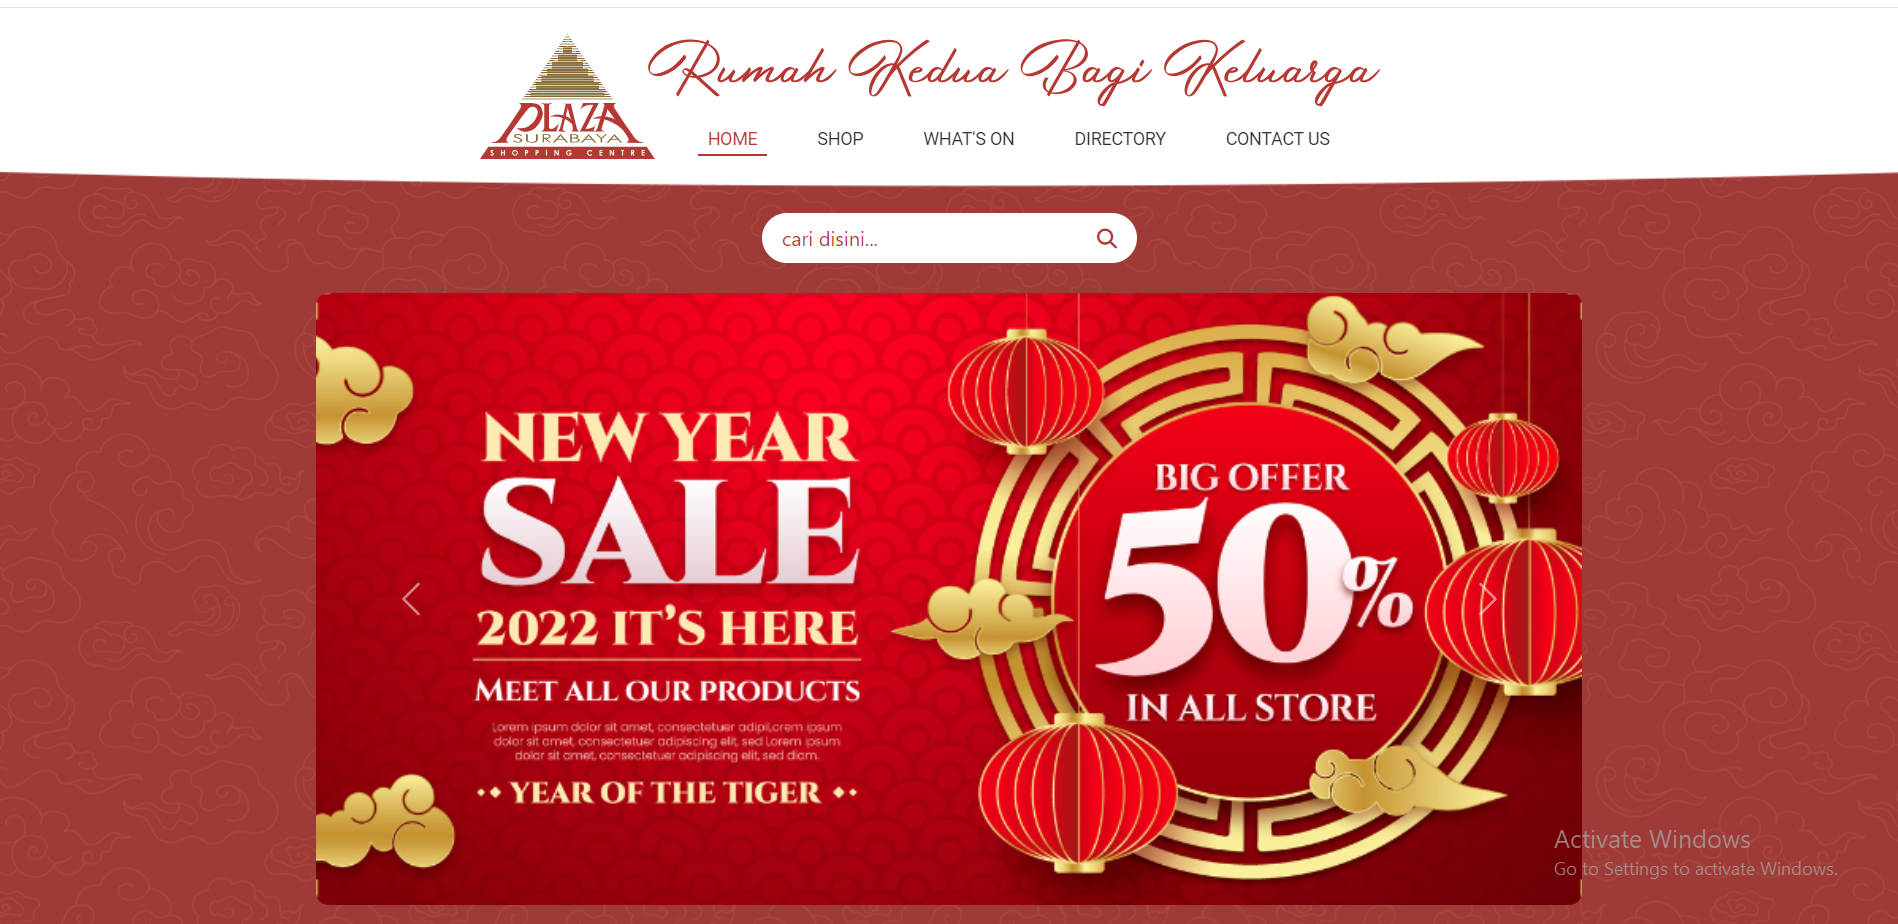 Rumah Kedua Bagi Keluarga
PLAZA
SURABAYA
SHOPPING CENTRE
HOME
SHOP
WHAT'S ON
DIRECTORY
CONTACT US
cari disini...
NEW YEAR
SALE
2022 IT'S HERE
MEET ALL OUR PRODUCTS
Lorem ipsum dolor sit amet, consectetuer adipil.orem ipsum
dolor sit amet, consectetuer adipiscing elit, sed Lorem ipsum
dolor sit amet, consectetuer adipiscing elit, sed diam.
YEAR OF THE TIGER
BIG OFFER
50%
IN ALL STORE
Activate Windows
Go to Settings to activate Windows.